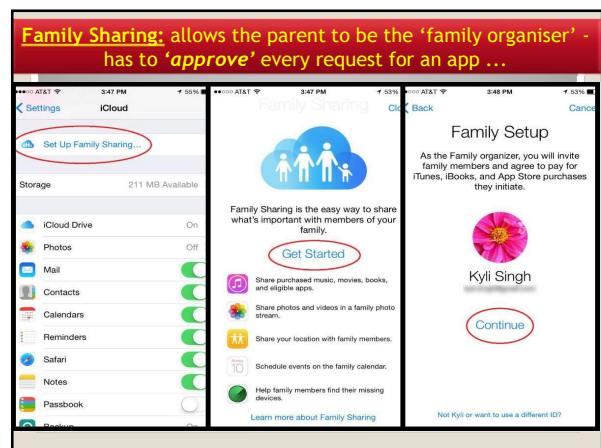 Family Sharing: allows the parent to be the ‘family organiser’ -
has to ‘approve’ every request for an app ...
AT&T 3:47 PM 55%
Settings iCloud
Set Up Family Sharing...
Storage 211 MB Available
iCloud Drive On
Photos Off
Mail
Contacts
Calendars
Reminders
Safari
Notes
Passbook
Backup On
AT&T 3:47 PM 53%
Family Sharing Clo
Family Sharing is the easy way to share
what's important with members of your
family.
Get Started
Share purchased music, movies, books,
and eligible apps.
Share photos and videos in a family photo
stream.
Share your location with family members.
10
Schedule events on the family calendar.
Help family members find their missing
devices.
Learn more about Family Sharing
AT&T 3:48 PM 53%
Back Cance
Family Setup
As the Family organizer, you will invite
family members and agree to pay for
iTunes, iBooks, and App Store purchases
they initiate.
Kyli Singh
Continue
Not Kyli or want to use a different ID?